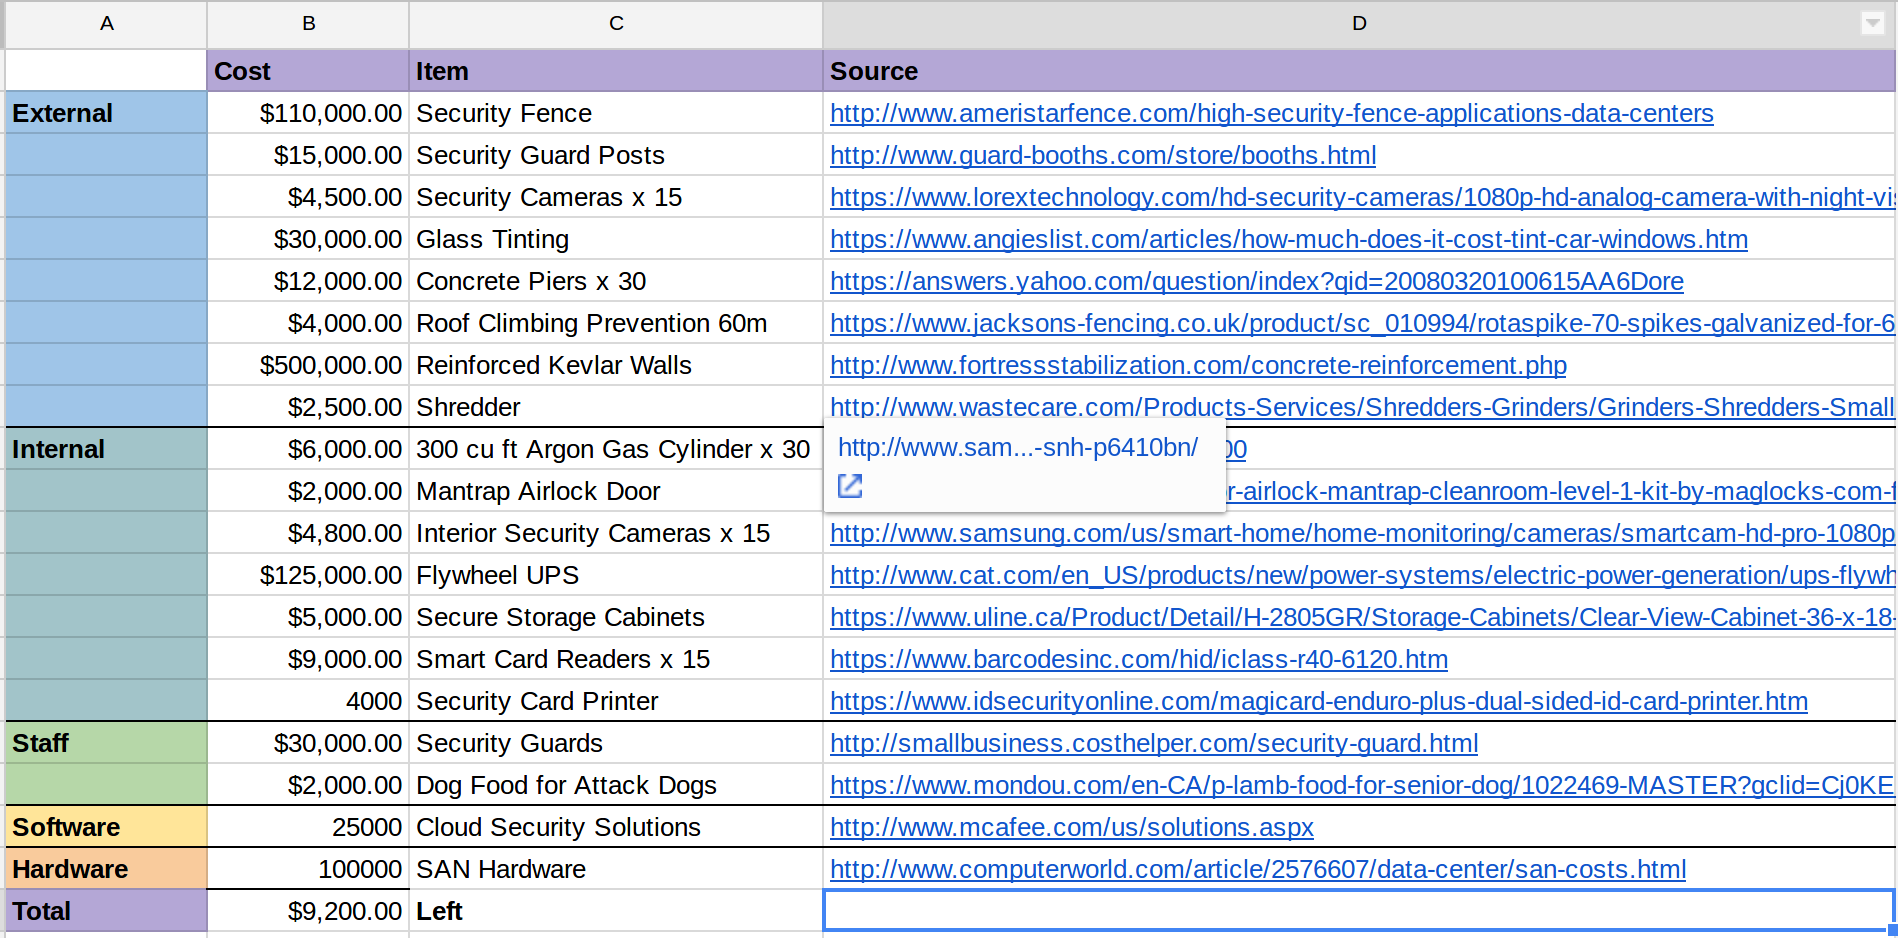 A B C D
Cost Item Source
External $110,000.00 Security Fence http://www.ameristarfence.com/high-security-fence-applications-data-centers
$15,000.00 Security Guard Posts http://www.guard-booths.com/store/booths.html
$4,500.00 Security Cameras x 15 https://www.lorextechnology.com/hd-security-cameras/1080p-hd-analog-camera-with-night-vis
$30,000.00 Glass Tinting https://www.angieslist.com/articles/how-much-does-it-cost-tint-car-windows.htm
$12,000.00 Concrete Piers x 30 https://answers.yahoo.com/question/index?qid=20080320100615AA6Dore
$4,000.00 Roof Climbing Prevention 60m https://www.jacksons-fencing.co.uk/product/sc_010994/rotaspike-70-spikes-galvanized-for-6
$500,000.00 Reinforced Kevlar Walls http://www.fortressstabilization.com/concrete-reinforcement.php
$2,500.00 Shredder http://www.wastecare.com/Products-Services/Shredders-Grinders/Grinders-Shredders-Small
Internal $6,000.00 300 cu ft Argon Gas Cylinder x 30 http://www.sam...-snh-p6410bn/ 00
$2,000.00 Mantrap Airlock Door r-airlock-mantrap-cleanroom-level-1-kit-by-maglocks-com-f
$4,800.00 Interior Security Cameras x 15 http://www.samsung.com/us/smart-home/home-monitoring/cameras/smartcam-hd-pro-1080p
$125,000.00 Flywheel UPS http://www.cat.com/en_US/products/new/power-systems/electric-power-generation/ups-flywh
$5,000.00 Secure Storage Cabinets https://www.uline.ca/Product/Detail/H-2805GR/Storage-Cabinets/Clear-View-Cabinet-36-x-18-
$9,000.00 Smart Card Readers x 15 https://www.barcodesinc.com/hid/iclass-r40-6120.htm
4000 Security Card Printer https://www.idsecurityonline.com/magicard-enduro-plus-dual-sided-id-card-printer.htm
Staff $30,000.00 Security Guards http://smallbusiness.costhelper.com/security-guard.html
$2,000.00 Dog Food for Attack Dogs https://www.mondou.com/en-CA/p-lamb-food-for-senior-dog/1022469-MASTER?gclid=Cj0KE
Software 25000 Cloud Security Solutions http://www.mcafee.com/us/solutions.aspx
Hardware 100000 SAN Hardware http://www.computerworld.com/article/2576607/data-center/san-costs.html
Total $9,200.00 Left